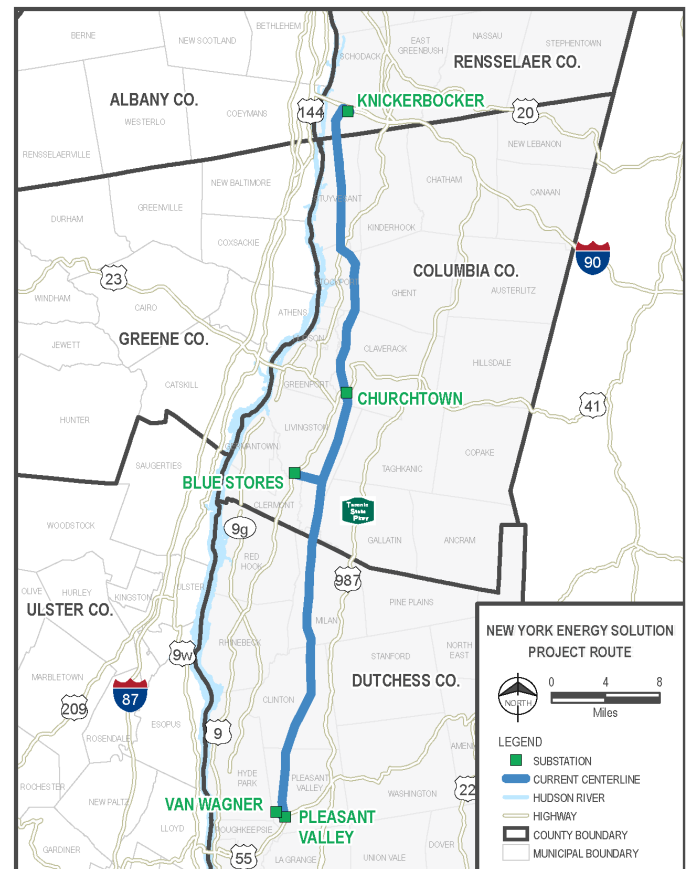 BERNE
NEW SCOTLAND
BETHLEHEM
SCHODACK
EAST
GREENBUSH
NASSAU
STEPHENTOWN
RENSSELAER CO.
ALBANY CO.
WESTERLO
COEYMANS
144
KNICKERBOCKER
20
RENSSELAERVILLE
NEW LEBANON
NEW BALTIMORE
STUYVESANT
CHATHAM
CANAAN
GREENVILLE
DURHAM
COXSACKIE
KINDERHOOK
90
23
COLUMBIA CO.
STOCKPORT
GHENT
AUSTERLITZ
WINDHAM
CAIRO
ATHENS
GREENE CO.
HUDSON
JEWETT
CLAVERACK
HILLSDALE
CATSKILL
GREENPORT
CHURCHTOWN
41
HUNTER
LIVINGSTON
GERMANTOWN
COPAKE
SAUGERTIES
TAGHKANIC
BLUE STORES
CLERMONT
Taconic
State
Pkwy
WOODSTOCK
9g
GALLATIN
ANCRAM
RED
HOOK
987
OLIVE
HURLEY
KINGSTON
ULSTER
PINE PLAINS
ULSTER CO.
MILAN
RHINEBECK
9w
STANFORD
NORTH
EAST
MARBLETOWN
DUTCHESS CO.
87
209
CLINTON
ESOPUS
9
ROSENDALE
HYDE
PARK
PLEASANT
VALLEY
AMENI
ROCHESTER
NEW PALTZ
WASHINGTON
22
VAN WAGNER
PLEASANT
VALLEY
LLOYD
POUGHKEEPSIE
GARDINER
55
LA GRANGE
UNION VALE
DOVER
NEW YORK ENERGY SOLUTION
PROJECT ROUTE
NORTH
0 4 8
Miles
LEGEND
SUBSTATION
CURRENT CENTERLINE
HUDSON RIVER
HIGHWAY
COUNTY BOUNDARY
MUNICIPAL BOUNDARY